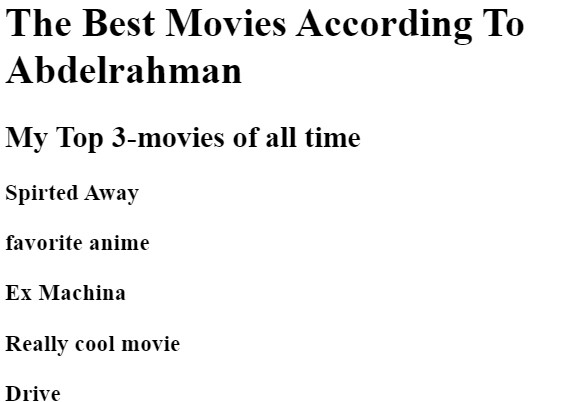 The Best Movies According To
Abdelrahman
My Top 3-movies of all time
Spirted Away
favorite anime
Ex Machina
Really cool movie
Drive